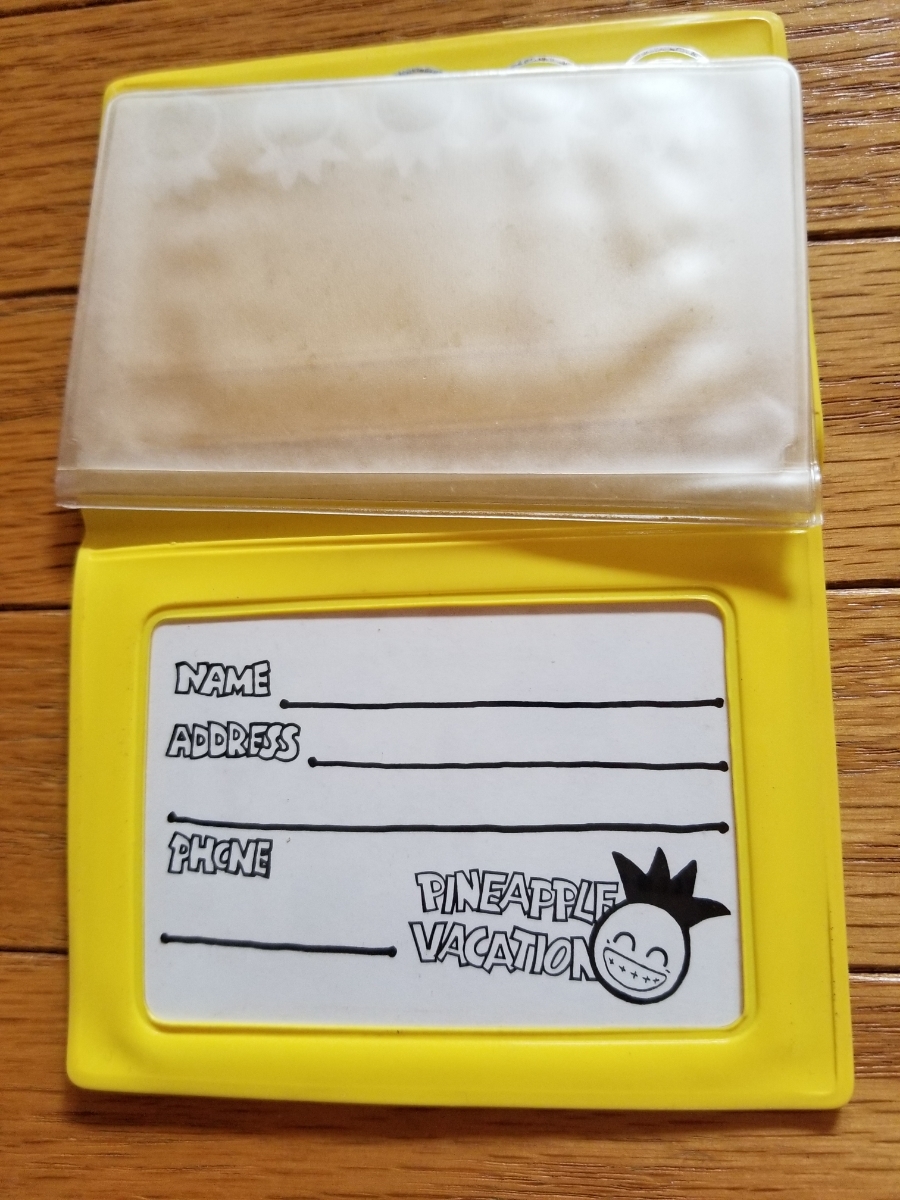 NAME
ADDRESS
PHONE
PINEAPPLE
VACATION